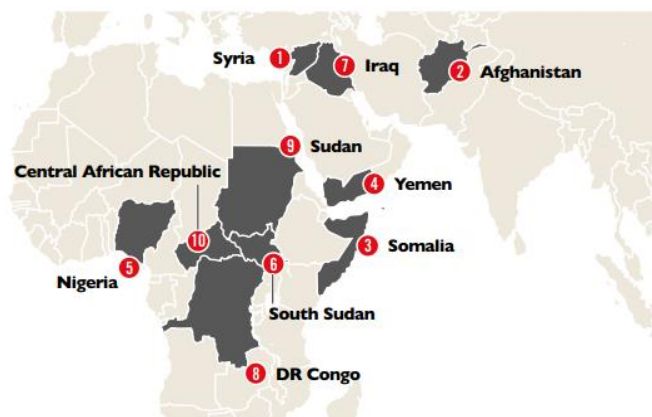 Syria 1
7 Iraq
2 Afghanistan
9 Sudan
Central African Republic
4 Yemen
10
3 Somalia
5
6
Nigeria
South Sudan
8 DR Congo